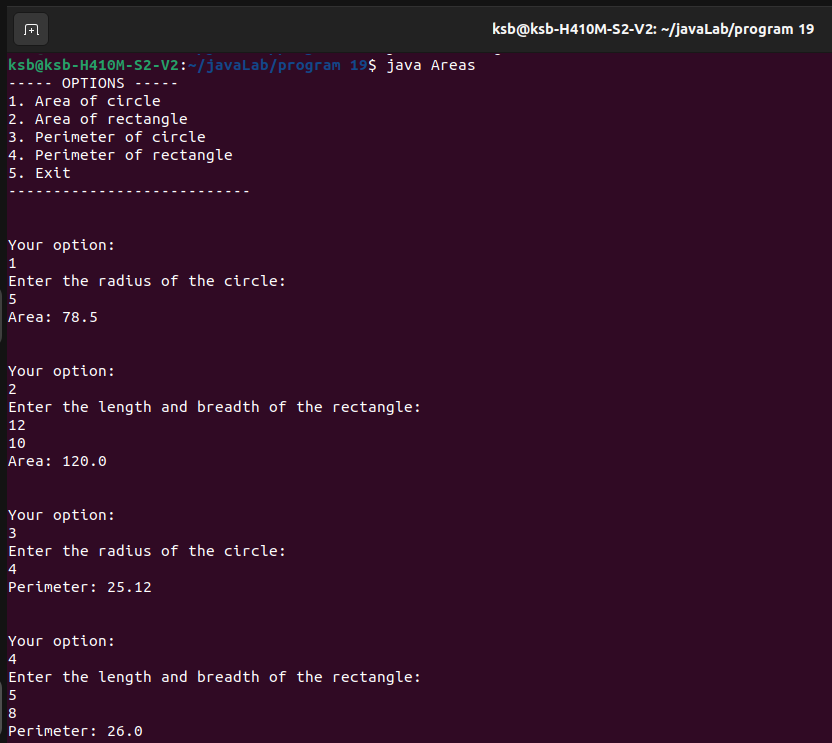 ksb@ksb-H410M-S2-V2: ~/javaLab/program 19
ksb@ksb-H410M-S2-V2:~/javaLab/program 19$ java Areas
----- OPTIONS -----
1. Area of circle
2. Area of rectangle
3. Perimeter of circle
4. Perimeter of rectangle
5. Exit
---------------------------
Your option:
1
Enter the radius of the circle:
5
Area: 78.5
Your option:
2
Enter the length and breadth of the rectangle:
12
10
Area: 120.0
Your option:
3
Enter the radius of the circle:
4
Perimeter: 25.12
Your option:
4
Enter the length and breadth of the rectangle:
5
8
Perimeter: 26.0